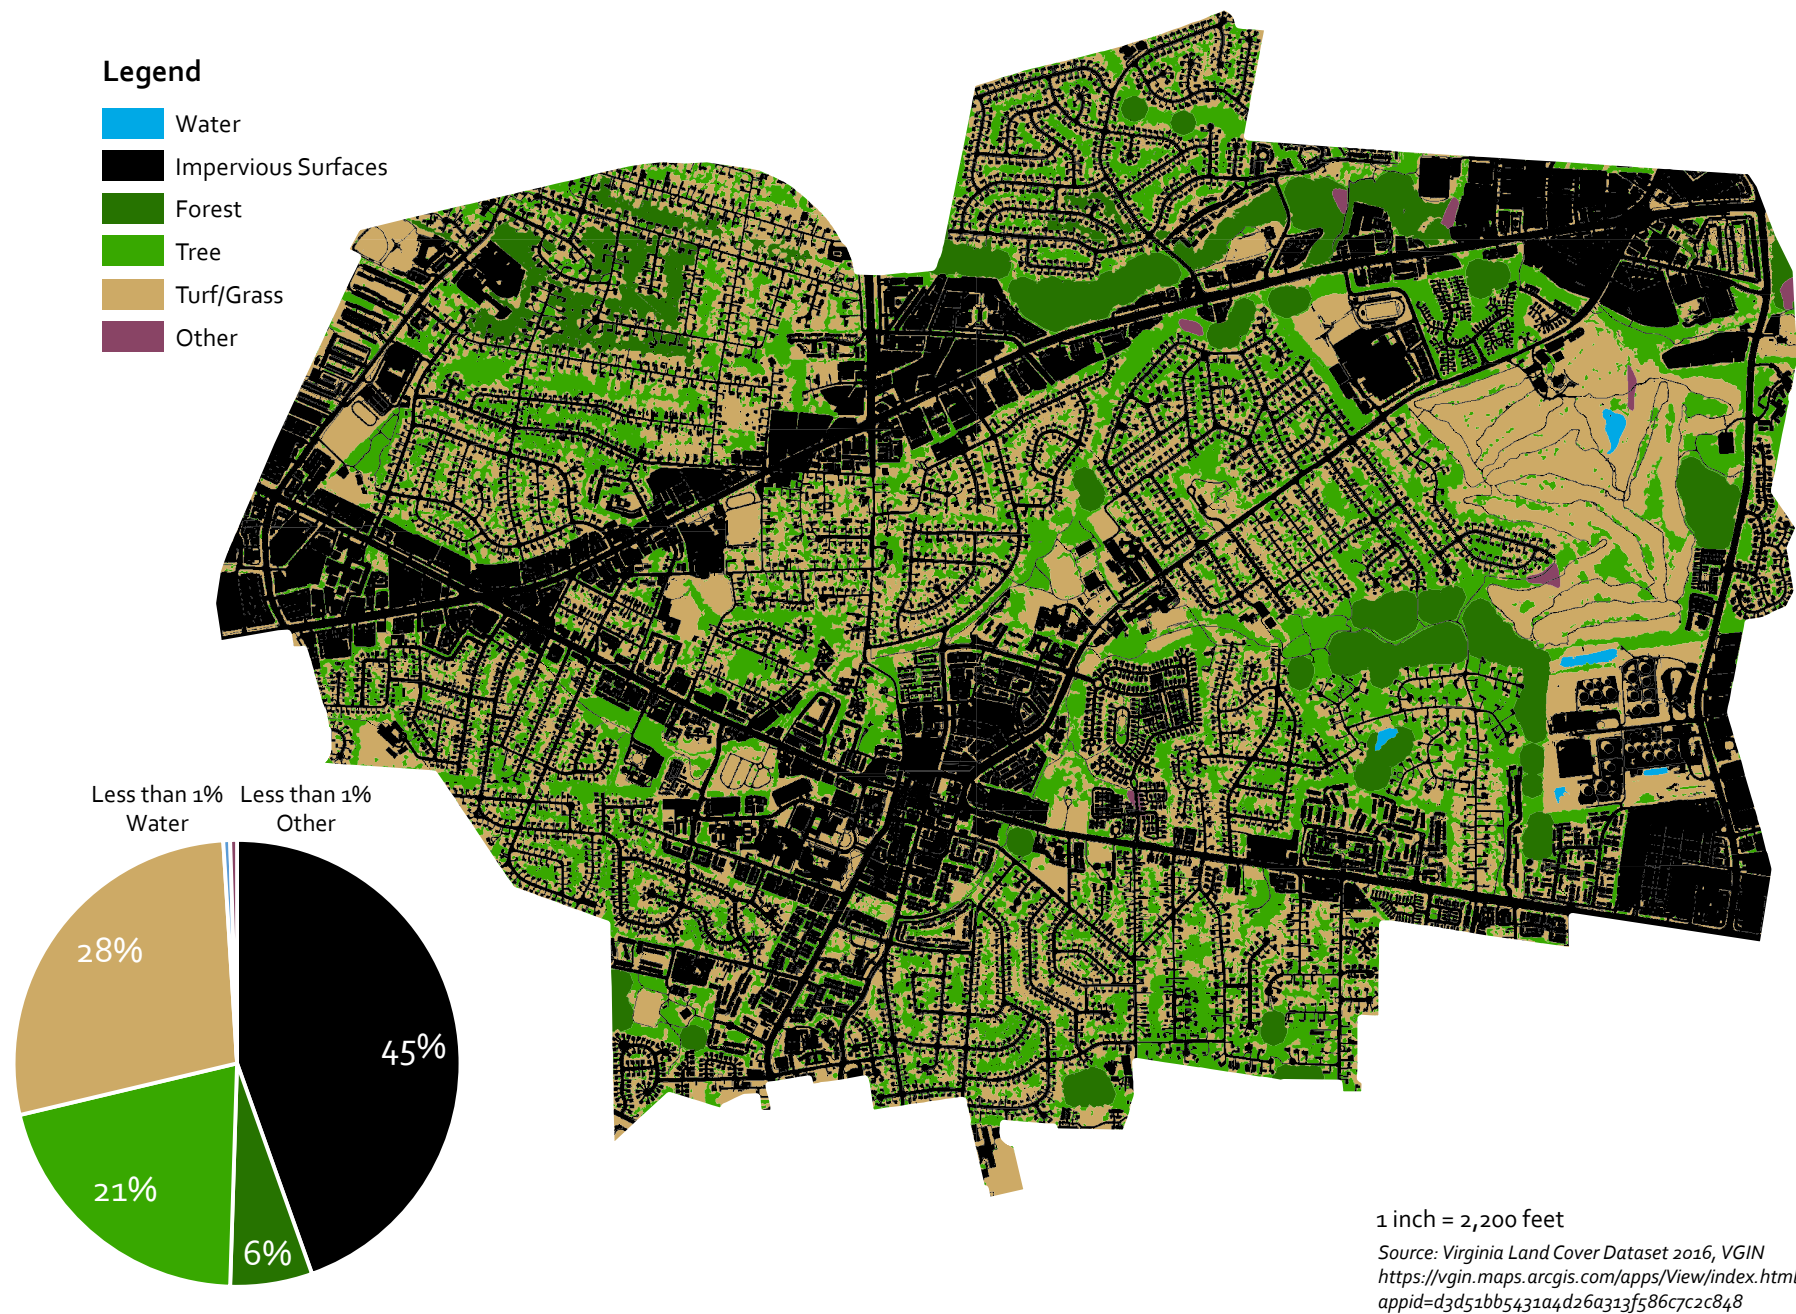 Legend
Water
Impervious Surfaces
Forest
Tree
Turf/Grass
Other
Less than 1%
Water
Less than 1%
Other
28%
45%
21%
6%
1 inch = 2,200 feet
Source: Virginia Land Cover Dataset 2016, VGIN
https://vgin.maps.arcgis.com/apps/View/index.html
appid=d3d51bb5431a4d26a313f586c7c2c848